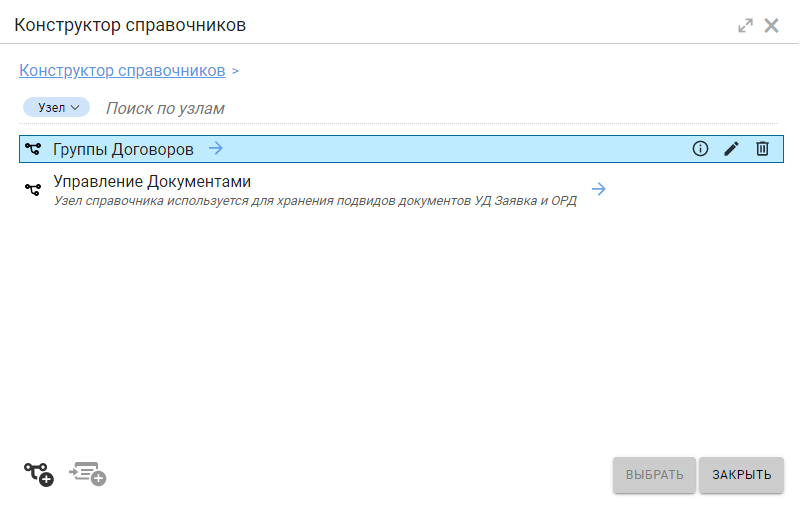 Конструктор справочников
Конструктор справочников >
Узел Поиск по узлам
Группы Договоров
Управление Документами
Узел справочника используется для хранения подвидов документов УД Заявка и ОРД
ВЫБРАТЬ ЗАКРЫТЬ